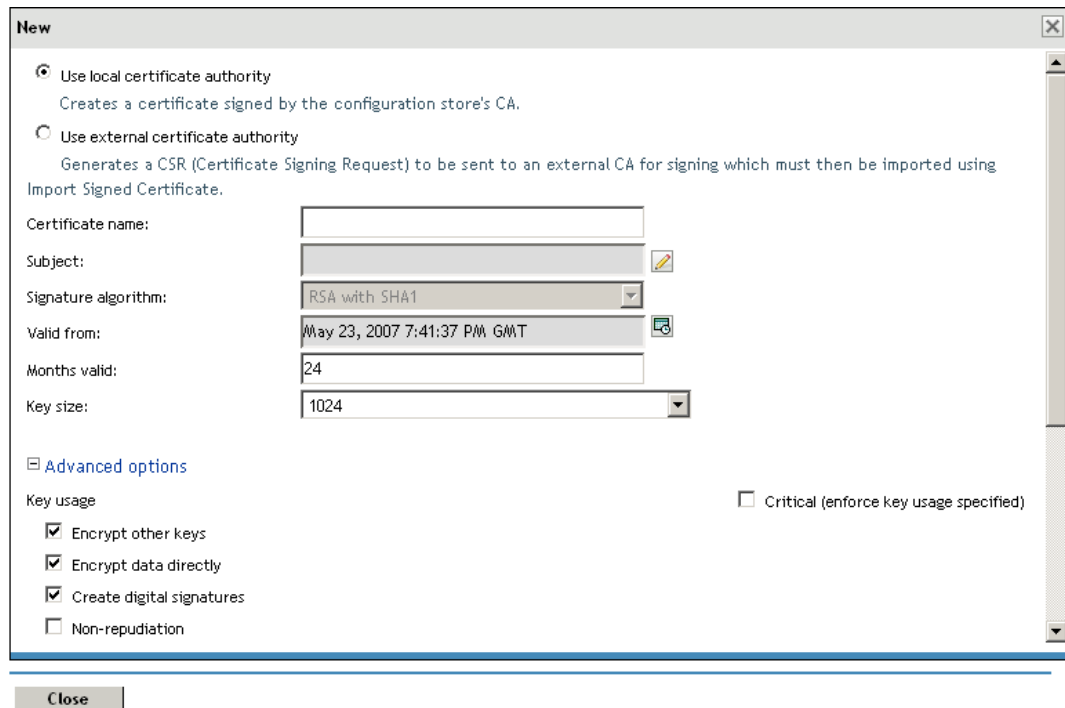 New
Use local certificate authority
Creates a certificate signed by the configuration store's CA.
Use external certificate authority
Generates a CSR (Certificate Signing Request) to be sent to an external CA for signing which must then be imported using
Import Signed Certificate.
Certificate name:
Subject:
Signature algorithm: RSA with SHA1
Valid from: May 23, 2007 7:41:37 PM GMT
Months valid: 24
Key size: 1024
Advanced options
Key usage Critical (enforce key usage specified)
Encrypt other keys
Encrypt data directly
Create digital signatures
Non-repudiation
Close